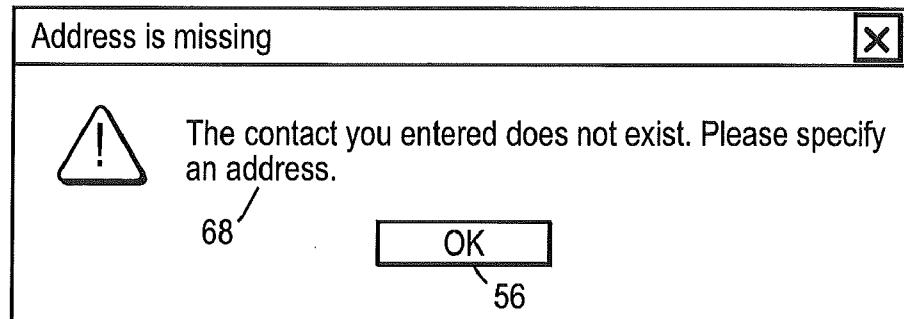 Address is missing
The contact you entered does not exist. Please specify
an address.
68
OK
56